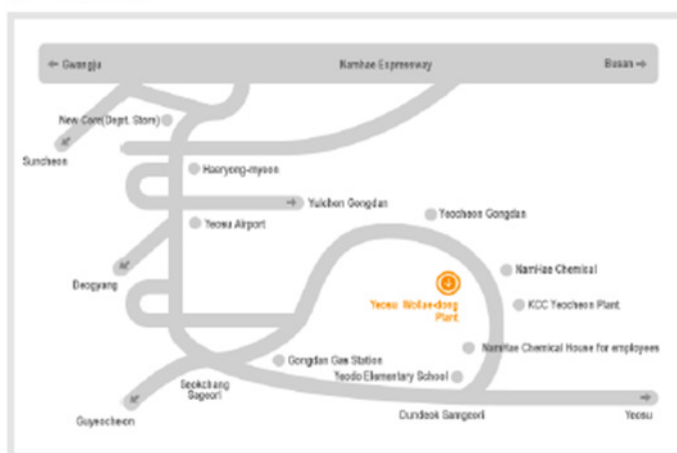 ← Gwangju
Namhae Expressway
Busan →
New Core(Dept. Store)
Suncheon
Haeryong-myeon
Yulchon Gongdan
Yeosu Airport
Yeocheon Gongdan
Deogyang
NamHae Chemical
Yeosu Wollae-dong
Plant
KCC Yeocheon Plant
NamHae Chemical House for employees
Gongdan Gas Station
Yeodo Elementary School
Seokchang
Sageori
Guyeocheon
Dundeok Samgeori
Yeosu